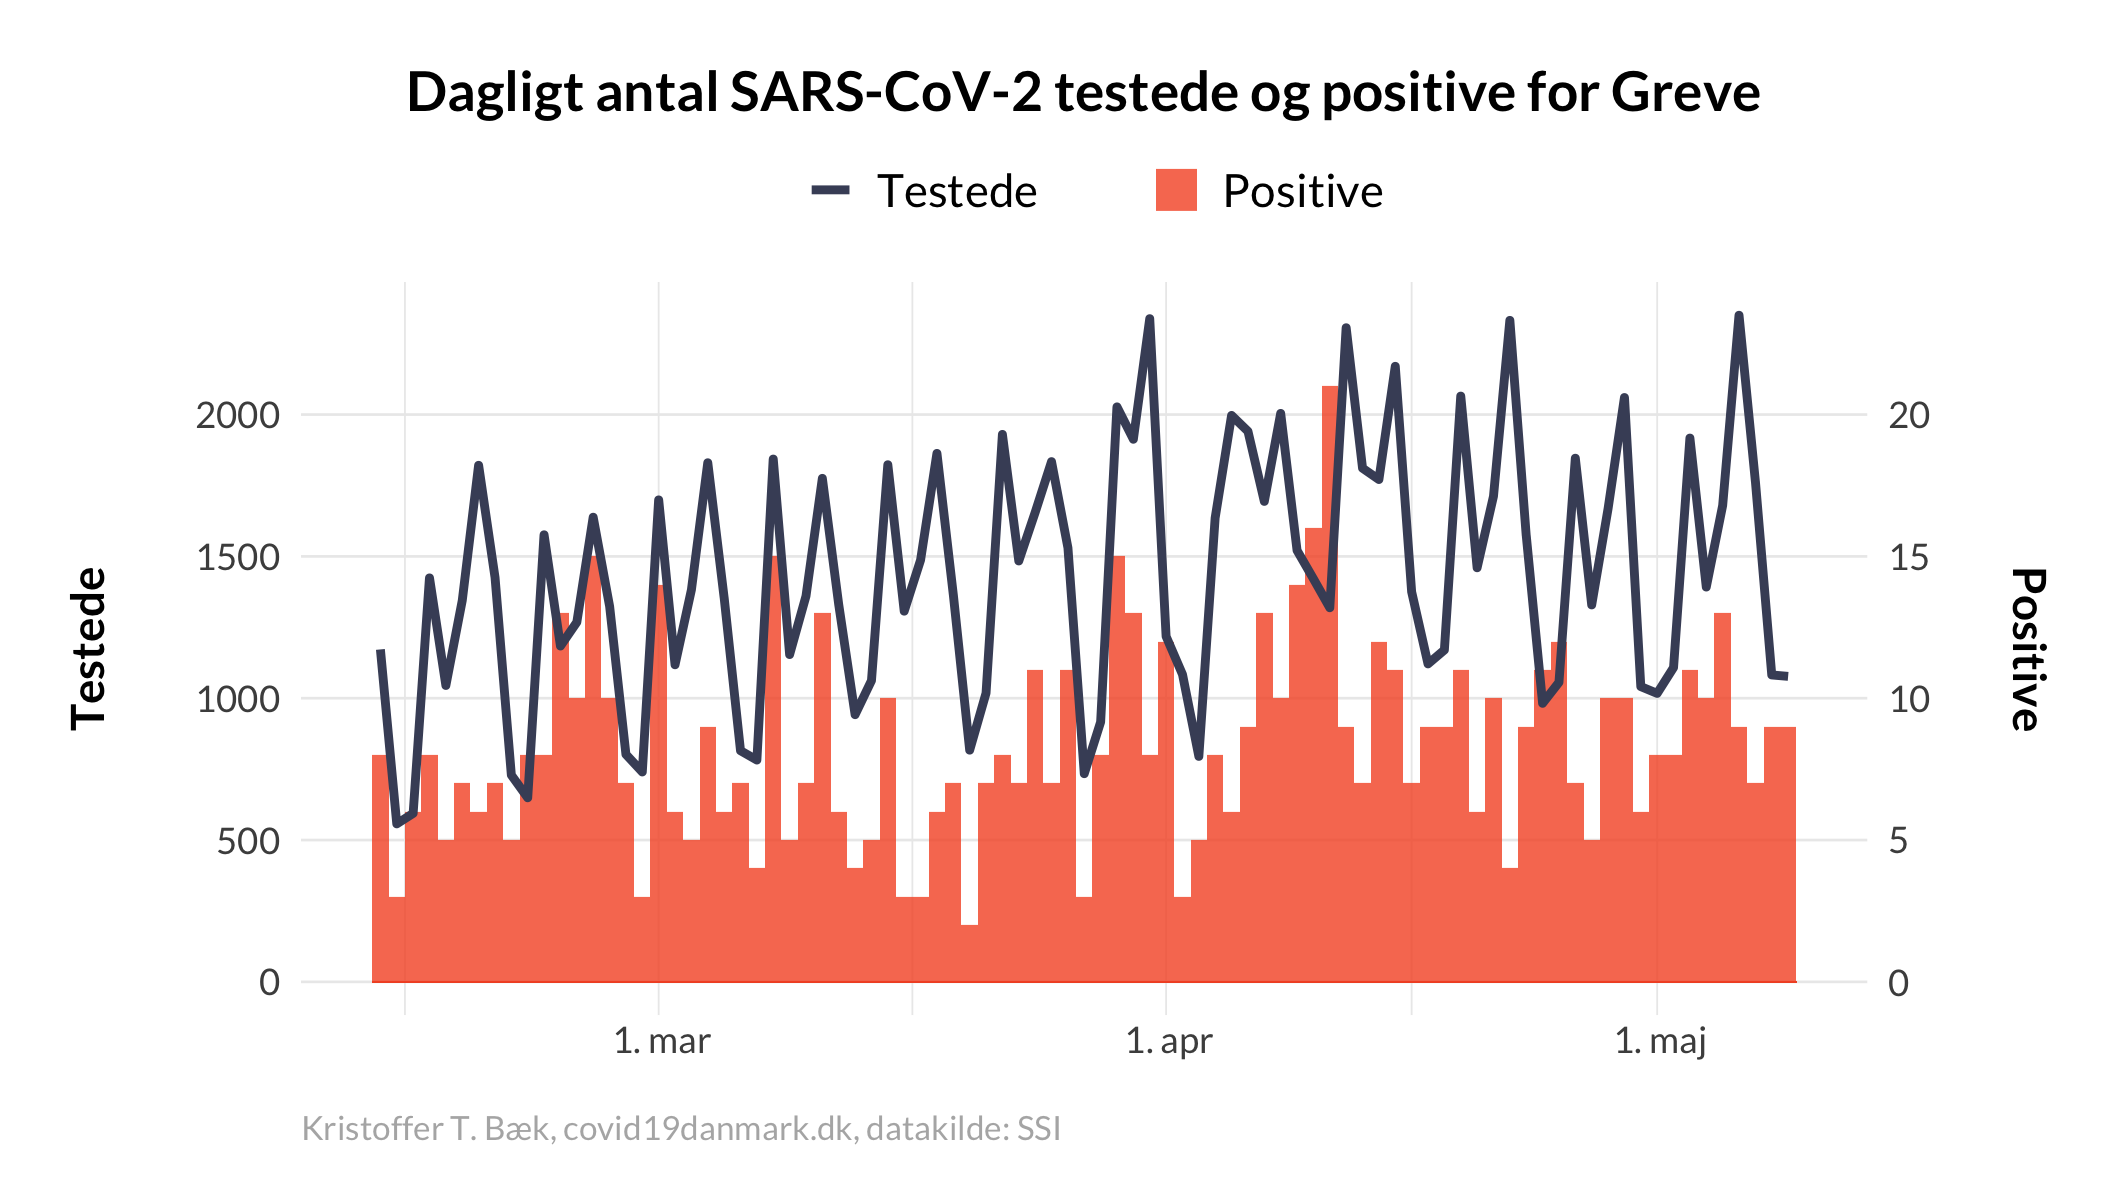 Dagligt antal SARS-CoV-2 testede og positive for Greve
Testede
Positive
Testede
2000
1500
1000
500
0
20
15
10
5
0
Positive
1. mar
1. apr
1. maj
Kristoffer T. Bæk, covid19danmark.dk, datakilde: SSI